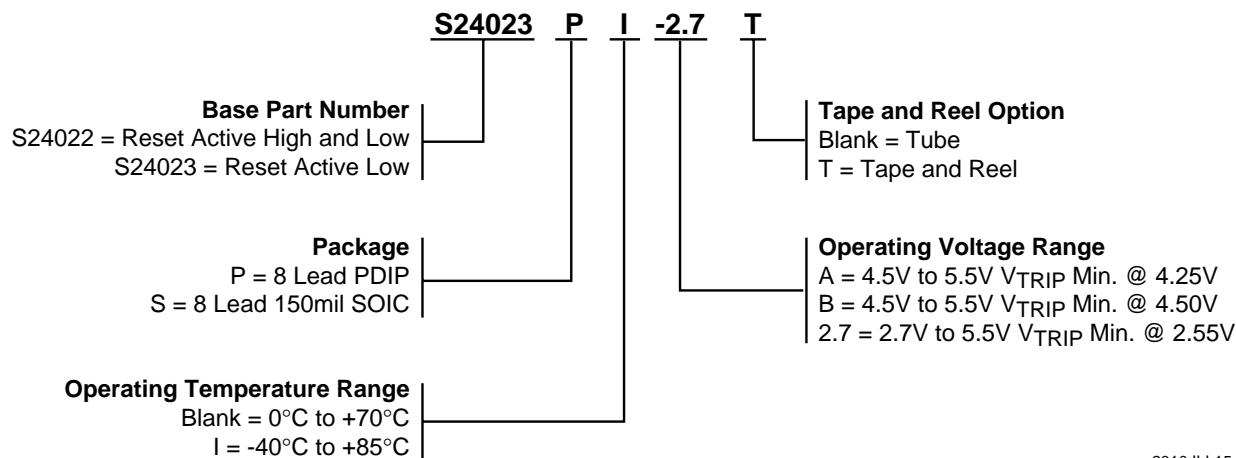 S24023 P I -2.7 T
Base Part Number
S24022 = Reset Active High and Low
S24023 = Reset Active Low
Tape and Reel Option
Blank = Tube
T = Tape and Reel
Package
P = 8 Lead PDIP
S = 8 Lead 150mil SOIC
Operating Voltage Range
A = 4.5V to 5.5V VTRIP Min. @ 4.25V
B = 4.5V to 5.5V VTRIP Min. @ 4.50V
2.7 = 2.7V to 5.5V VTRIP Min. @ 2.55V
Operating Temperature Range
Blank = 0°C to +70°C
I = -40°C to +85°C